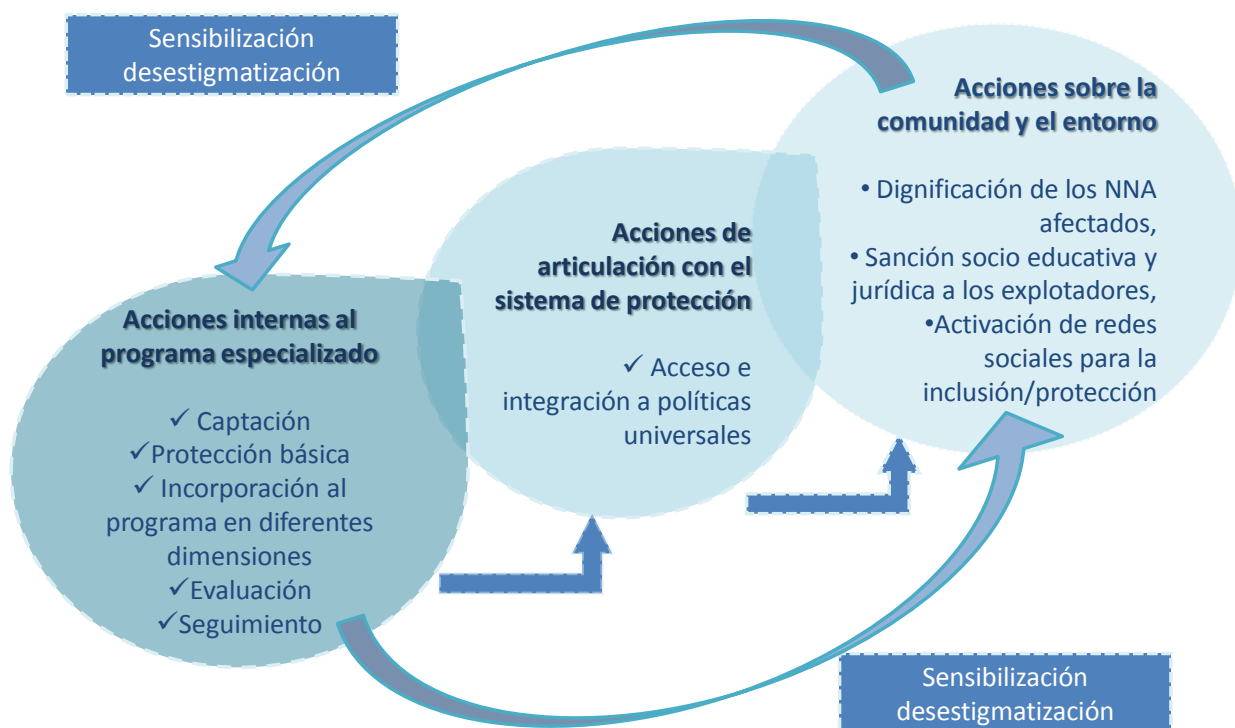 Sensibilización
desestigmatización
Acciones sobre la
comunidad y el entorno
• Dignificación de los NNA
afectados,
• Sanción socio educativa y
jurídica a los explotadores,
•Activación de redes
sociales para la
inclusión/protección
Acciones de
articulación con el
sistema de protección
✓ Acceso e
integración a políticas
universales
Acciones internas al
programa especializado
✓ Captación
✓Protección básica
✓ Incorporación al
programa en diferentes
dimensiones
✓Evaluación
✓Seguimiento
Sensibilización
desestigmatización